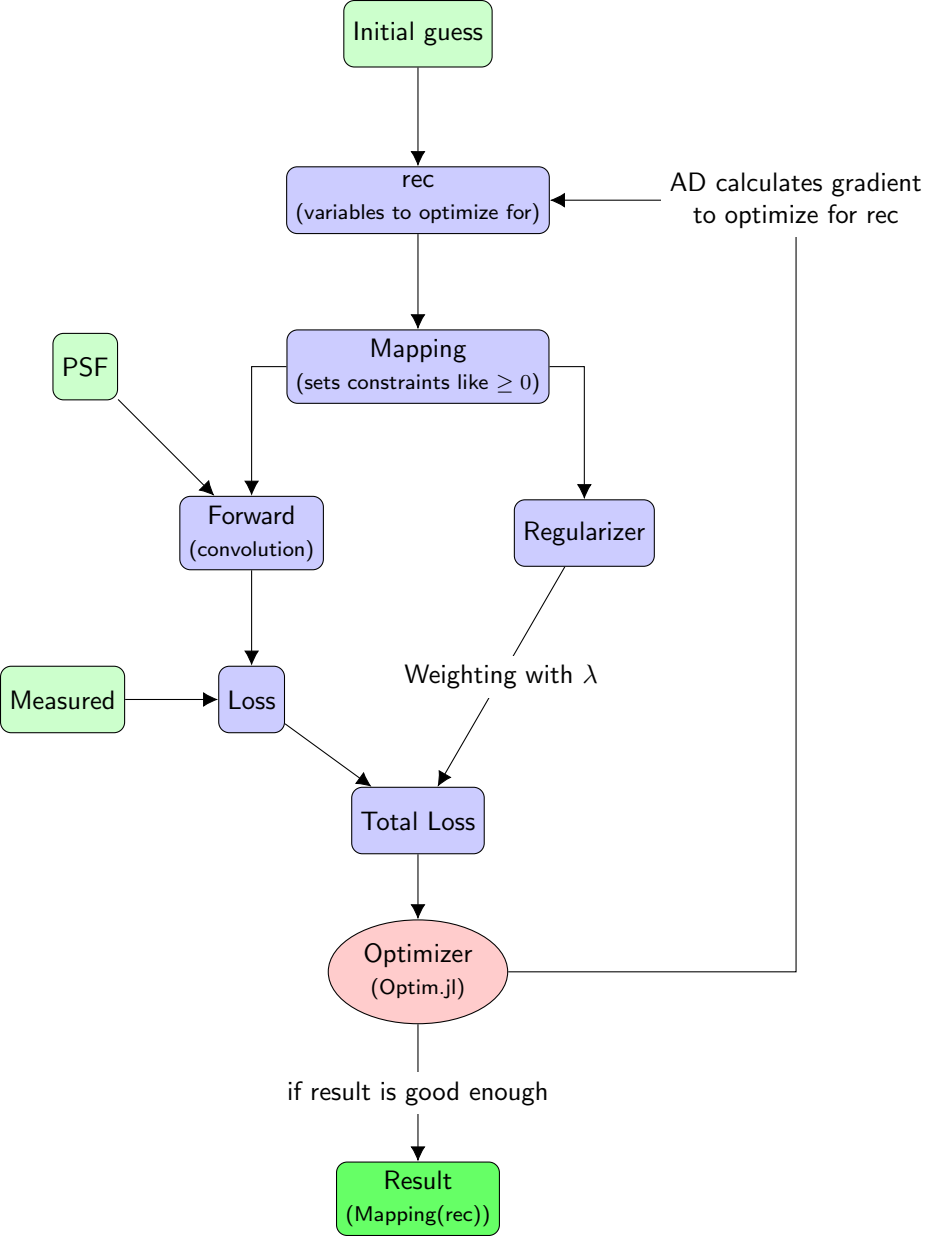 Initial guess
rec
(variables to optimize for)
AD calculates gradient
to optimize for rec
Mapping
(sets constraints like ≥ 0)
PSF
Forward
(convolution)
Regularizer
Weighting with λ
Measured
Loss
Total Loss
Optimizer
(Optim.jl)
if result is good enough
Result
(Mapping(rec))